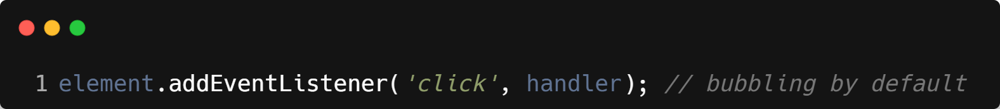 1 element.addEventListener('click', handler); // bubbling by default